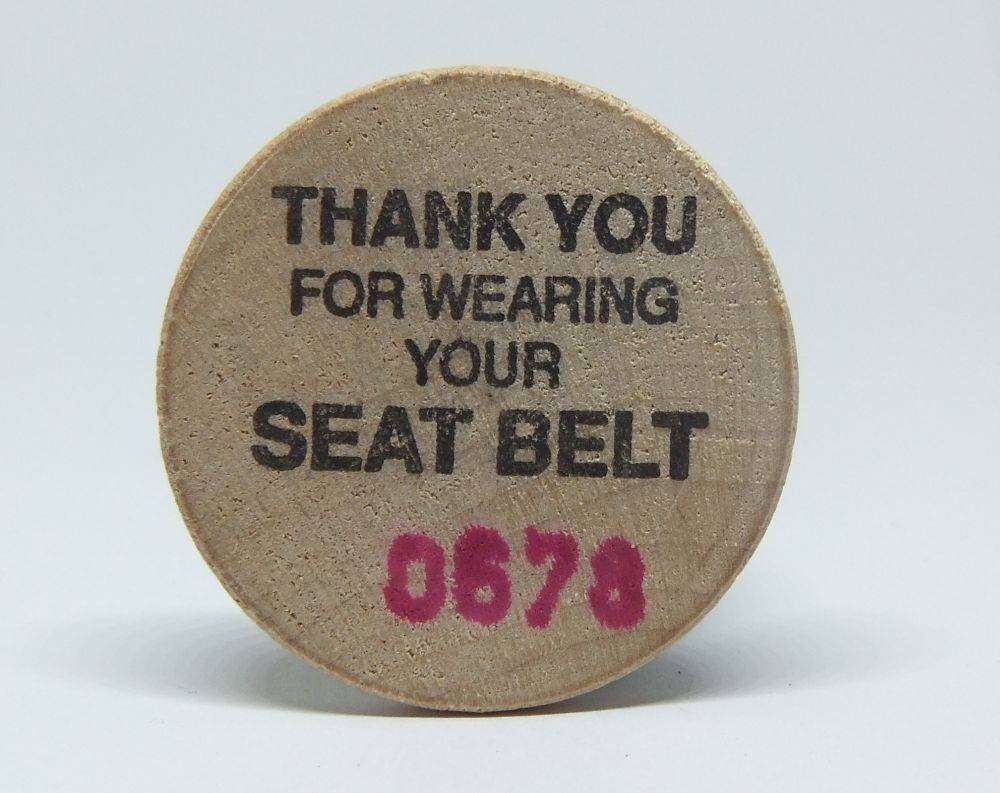 THANK YOU
FOR WEARING
YOUR
SEAT BELT
0678